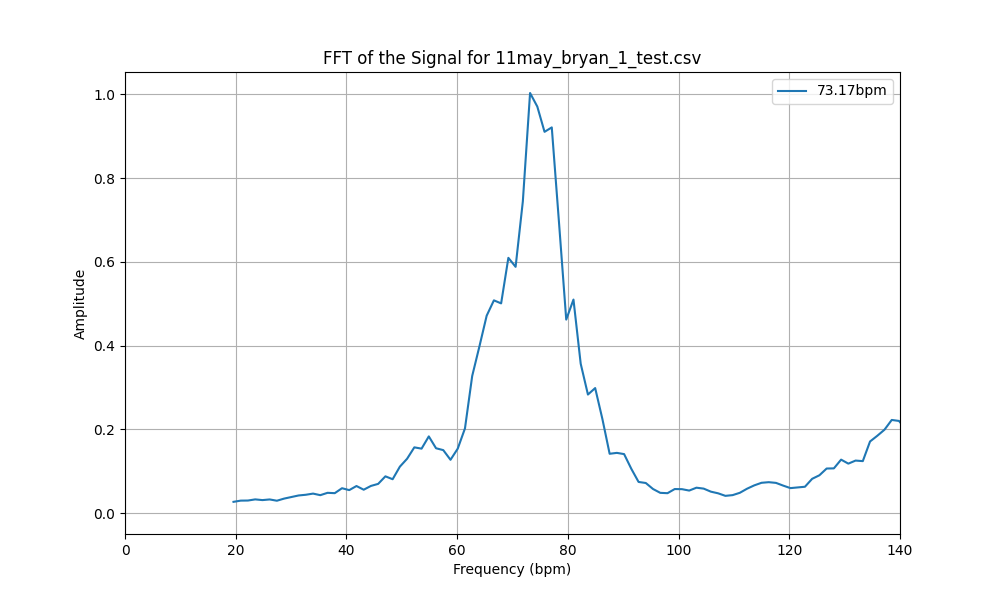 FFT of the Signal for 11may_bryan_1_test.csv
73.17bpm
1.0
0.8
0.6
0.4
0.2
0.0
Amplitude
0 20 40 60 80 100 120 140
Frequency (bpm)